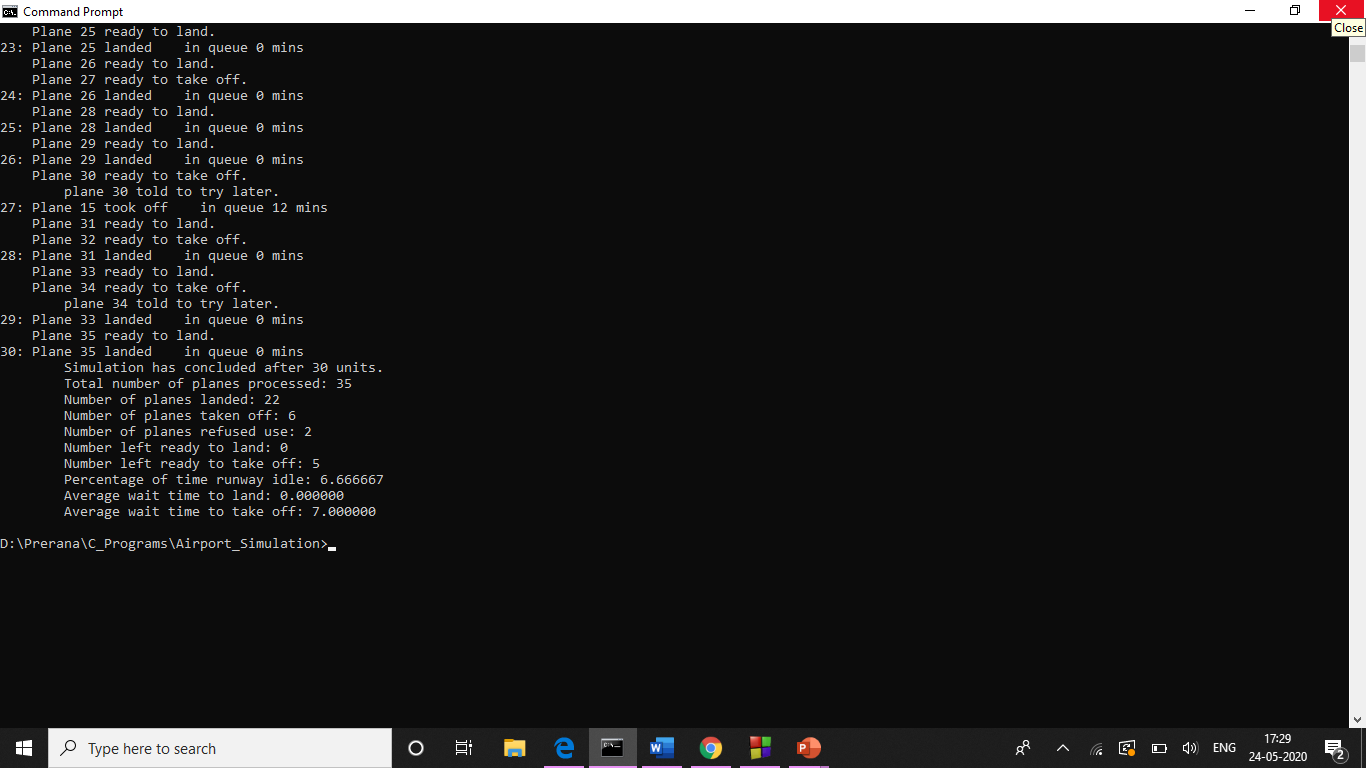 Command Prompt
Close
Plane 25 ready to land.
23: Plane 25 landed    in queue 0 mins
Plane 26 ready to land.
Plane 27 ready to take off.
24: Plane 26 landed    in queue 0 mins
Plane 28 ready to land.
25: Plane 28 landed    in queue 0 mins
Plane 29 ready to land.
26: Plane 29 landed    in queue 0 mins
Plane 30 ready to take off.
plane 30 told to try later.
27: Plane 15 took off    in queue 12 mins
Plane 31 ready to land.
Plane 32 ready to take off.
28: Plane 31 landed    in queue 0 mins
Plane 33 ready to land.
Plane 34 ready to take off.
plane 34 told to try later.
29: Plane 33 landed    in queue 0 mins
Plane 35 ready to land.
30: Plane 35 landed    in queue 0 mins
Simulation has concluded after 30 units.
Total number of planes processed: 35
Number of planes landed: 22
Number of planes taken off: 6
Number of planes refused use: 2
Number left ready to land: 0
Number left ready to take off: 5
Percentage of time runway idle: 6.666667
Average wait time to land: 0.000000
Average wait time to take off: 7.000000
D:\Prerana\C_Programs\Airport_Simulation>
Type here to search
ENG
17:29
24-05-2020
2